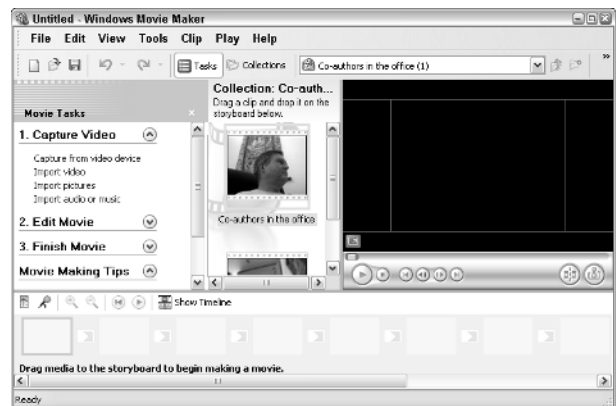 Untitled - Windows Movie Maker
File Edit View Tools Clip Play Help
Tasks Collections Co-authors in the office (1) »
Movie Tasks ×
1. Capture Video
Capture from video device
Import video
Import pictures
Import audio or music
2. Edit Movie
3. Finish Movie
Movie Making Tips
Collection: Co-auth...
Drag a clip and drop it on the
storyboard below.
Co-authors in the office
Show Timeline
Drag media to the storyboard to begin making a movie.
Ready